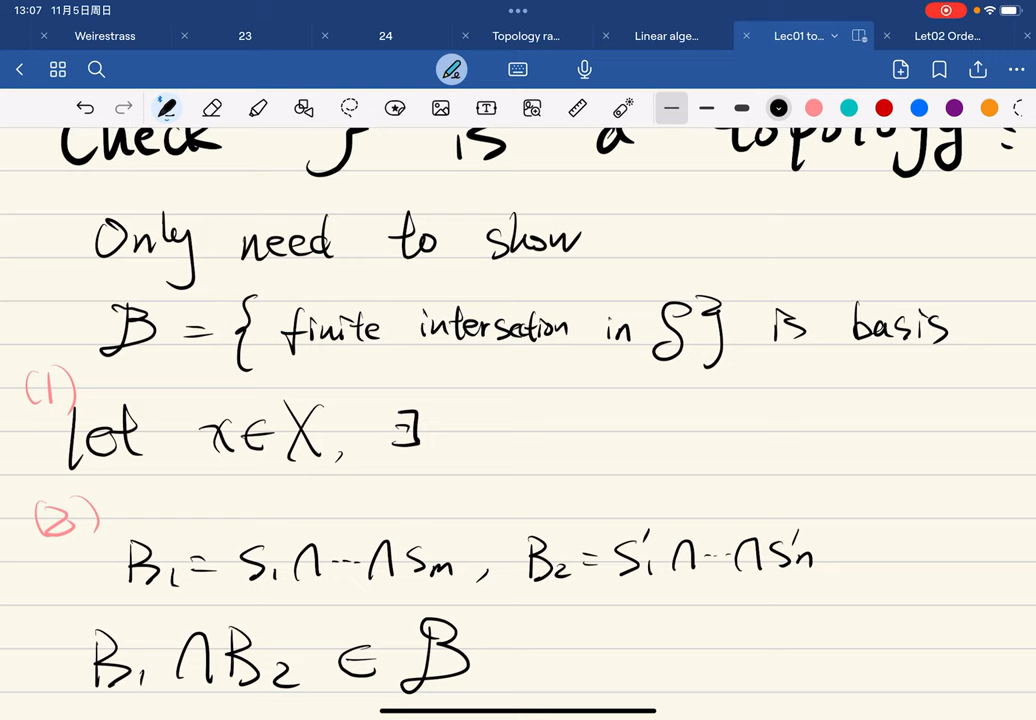 13:07 11月5日周日
Weirestrass 23 24 Topology ra... Linear alge... Lec01 to... Let02 Orde...
Check J is a topology :
Only need to show
B = { finite intersection in S } is basis
(1)
let x ∈ X, ∃
(2)
B₁ = S₁ ∩ ··· ∩ Sm , B₂ = S'₁ ∩ ··· ∩ S'n
B₁ ∩ B₂ ∈ B